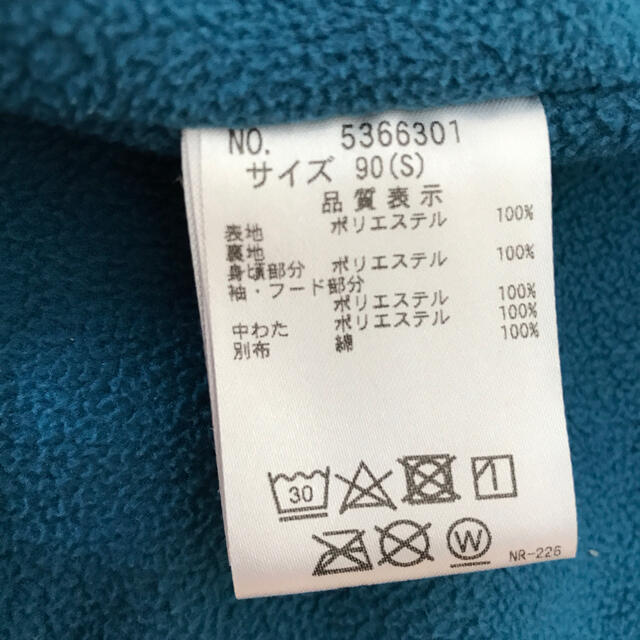 NO. 5366301
サイズ 90(S)
品質表示
表地 ポリエステル 100%
裏地
身頃部分 ポリエステル 100%
袖・フード部分
ポリエステル 100%
中わた ポリエステル 100%
別布 綿 100%
30
W
NR-226